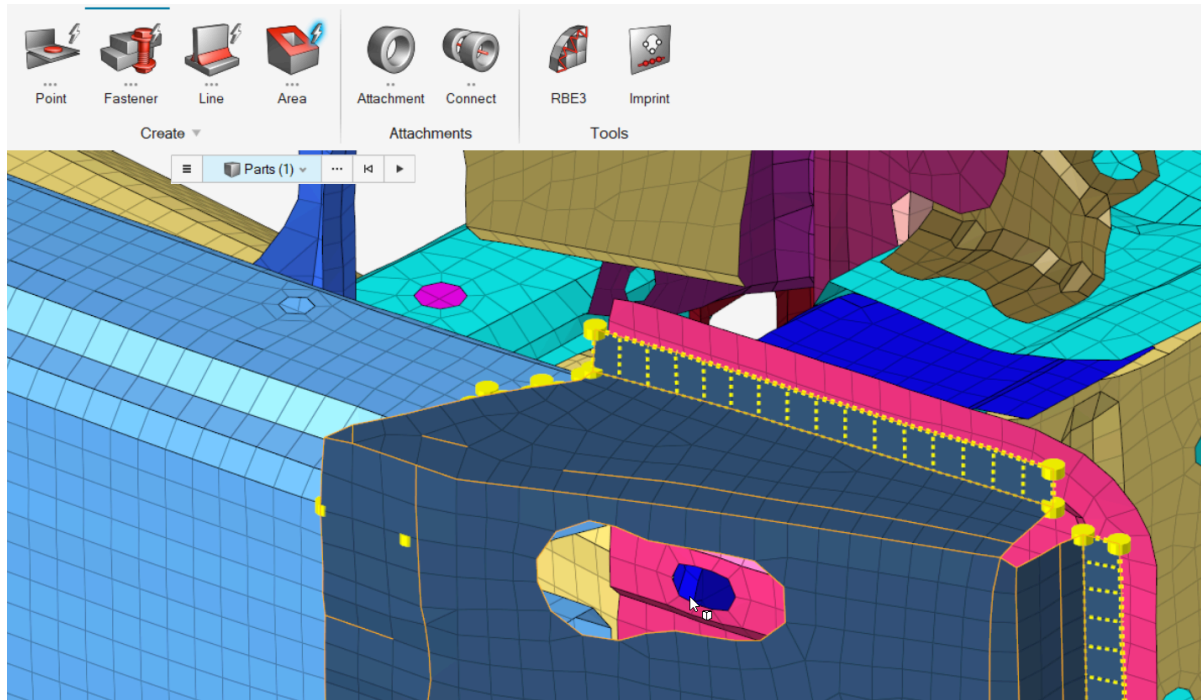 Point Fastener Line Area Attachment Connect RBE3 Imprint
Create Attachments Tools
Parts (1)